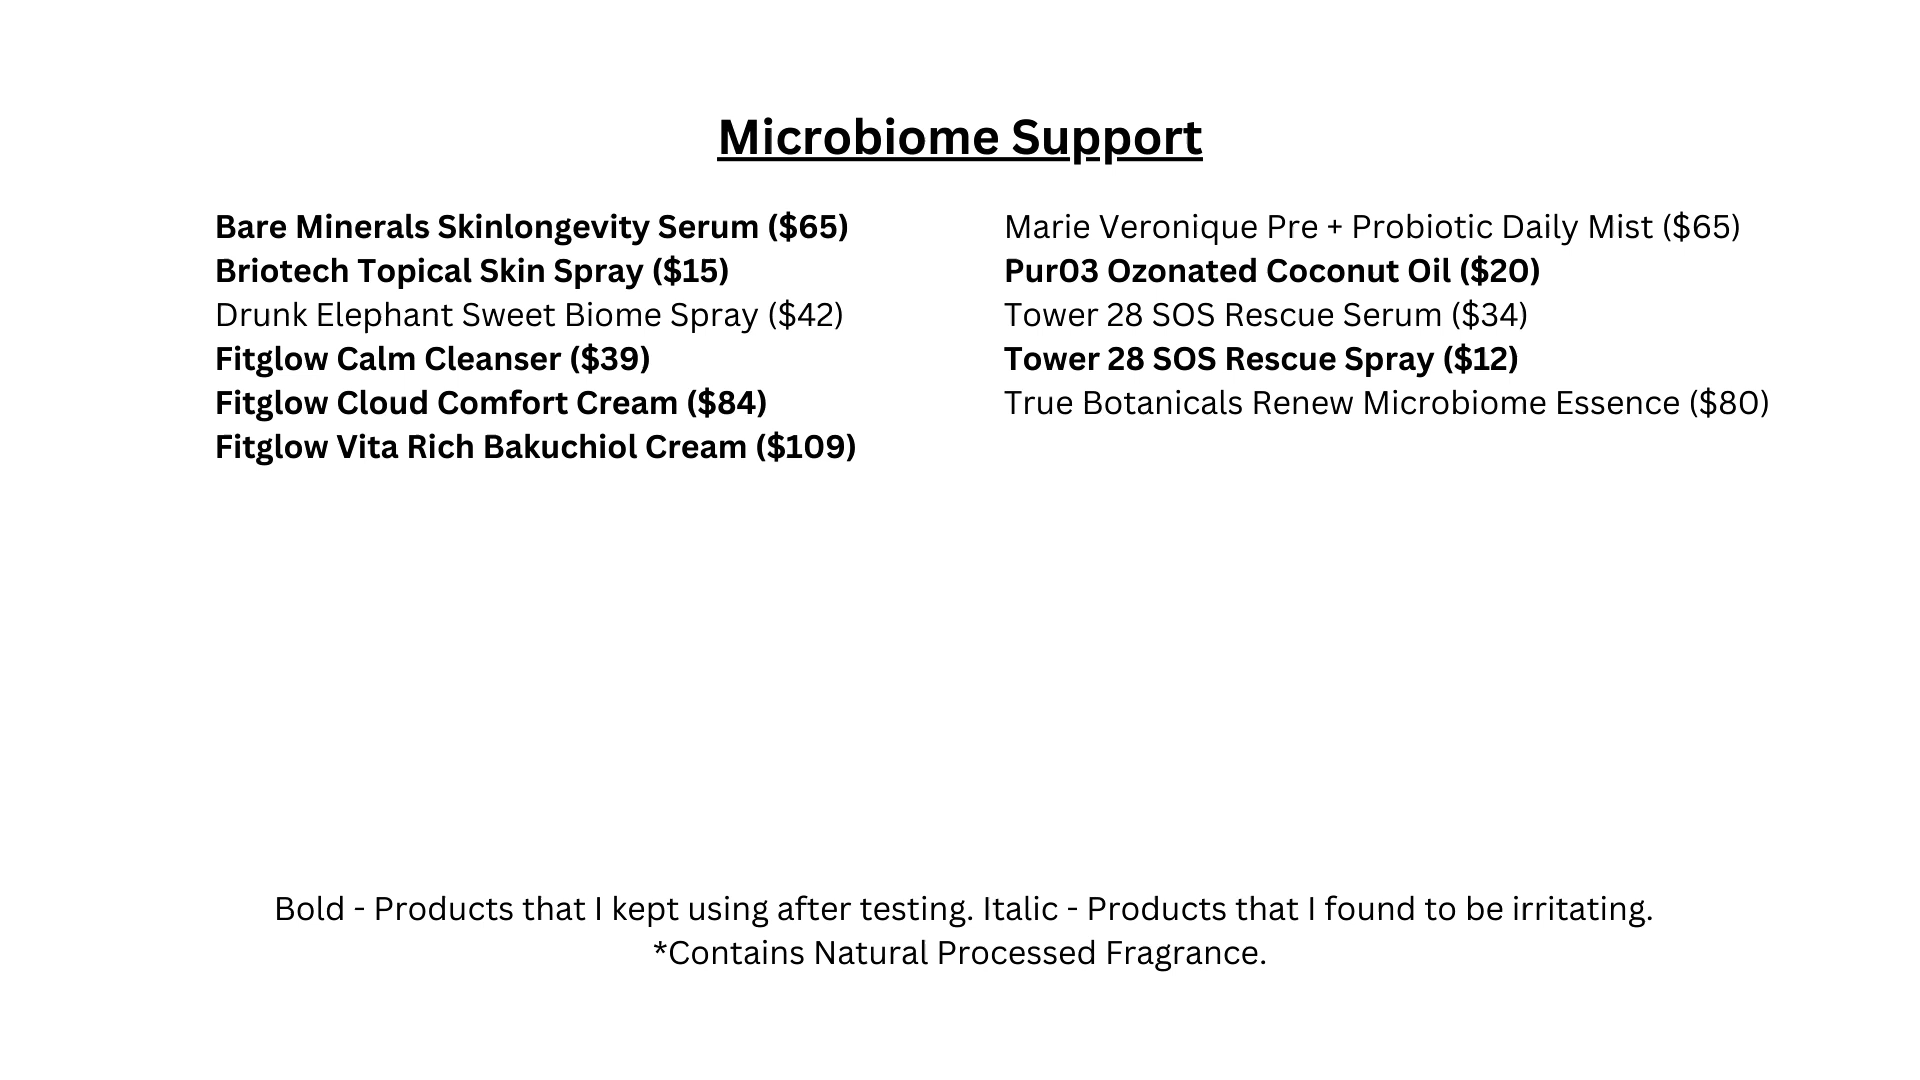 Microbiome Support
Bare Minerals Skinlongevity Serum ($65)
Briotech Topical Skin Spray ($15)
Drunk Elephant Sweet Biome Spray ($42)
Fitglow Calm Cleanser ($39)
Fitglow Cloud Comfort Cream ($84)
Fitglow Vita Rich Bakuchiol Cream ($109)
Marie Veronique Pre + Probiotic Daily Mist ($65)
Pur03 Ozonated Coconut Oil ($20)
Tower 28 SOS Rescue Serum ($34)
Tower 28 SOS Rescue Spray ($12)
True Botanicals Renew Microbiome Essence ($80)
Bold - Products that I kept using after testing. Italic - Products that I found to be irritating.
*Contains Natural Processed Fragrance.